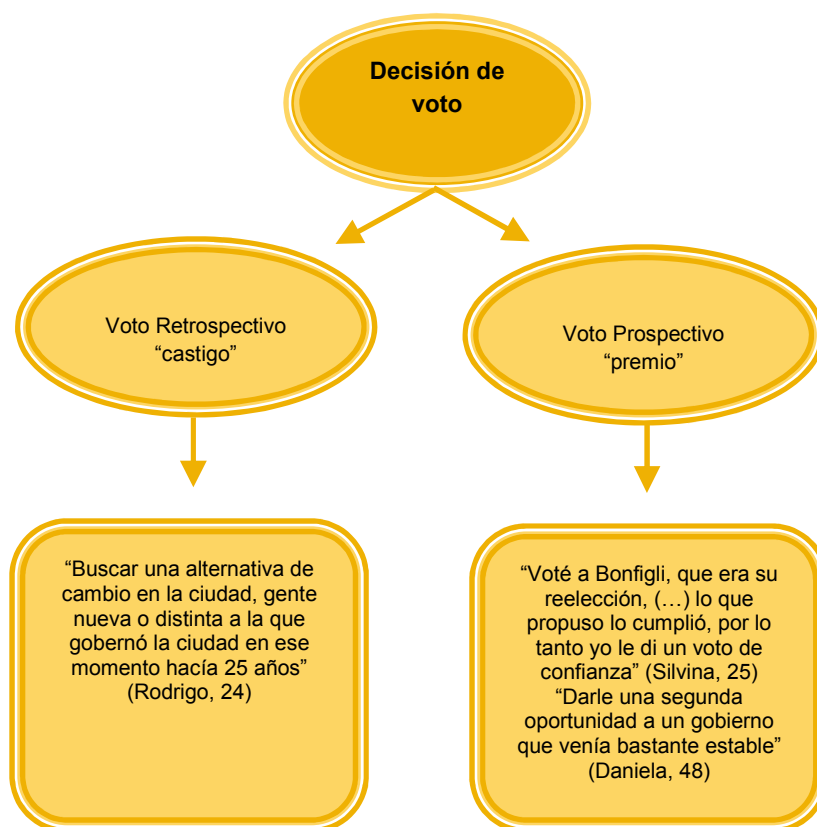 Decisión de
voto
Voto Retrospectivo
“castigo”
Voto Prospectivo
“premio”
“Buscar una alternativa de
cambio en la ciudad, gente
nueva o distinta a la que
gobernó la ciudad en ese
momento hacía 25 años”
(Rodrigo, 24)
“Voté a Bonfigli, que era su
reelección, (…) lo que
propuso lo cumplió, por lo
tanto yo le di un voto de
confianza” (Silvina, 25)
“Darle una segunda
oportunidad a un gobierno
que venía bastante estable”
(Daniela, 48)